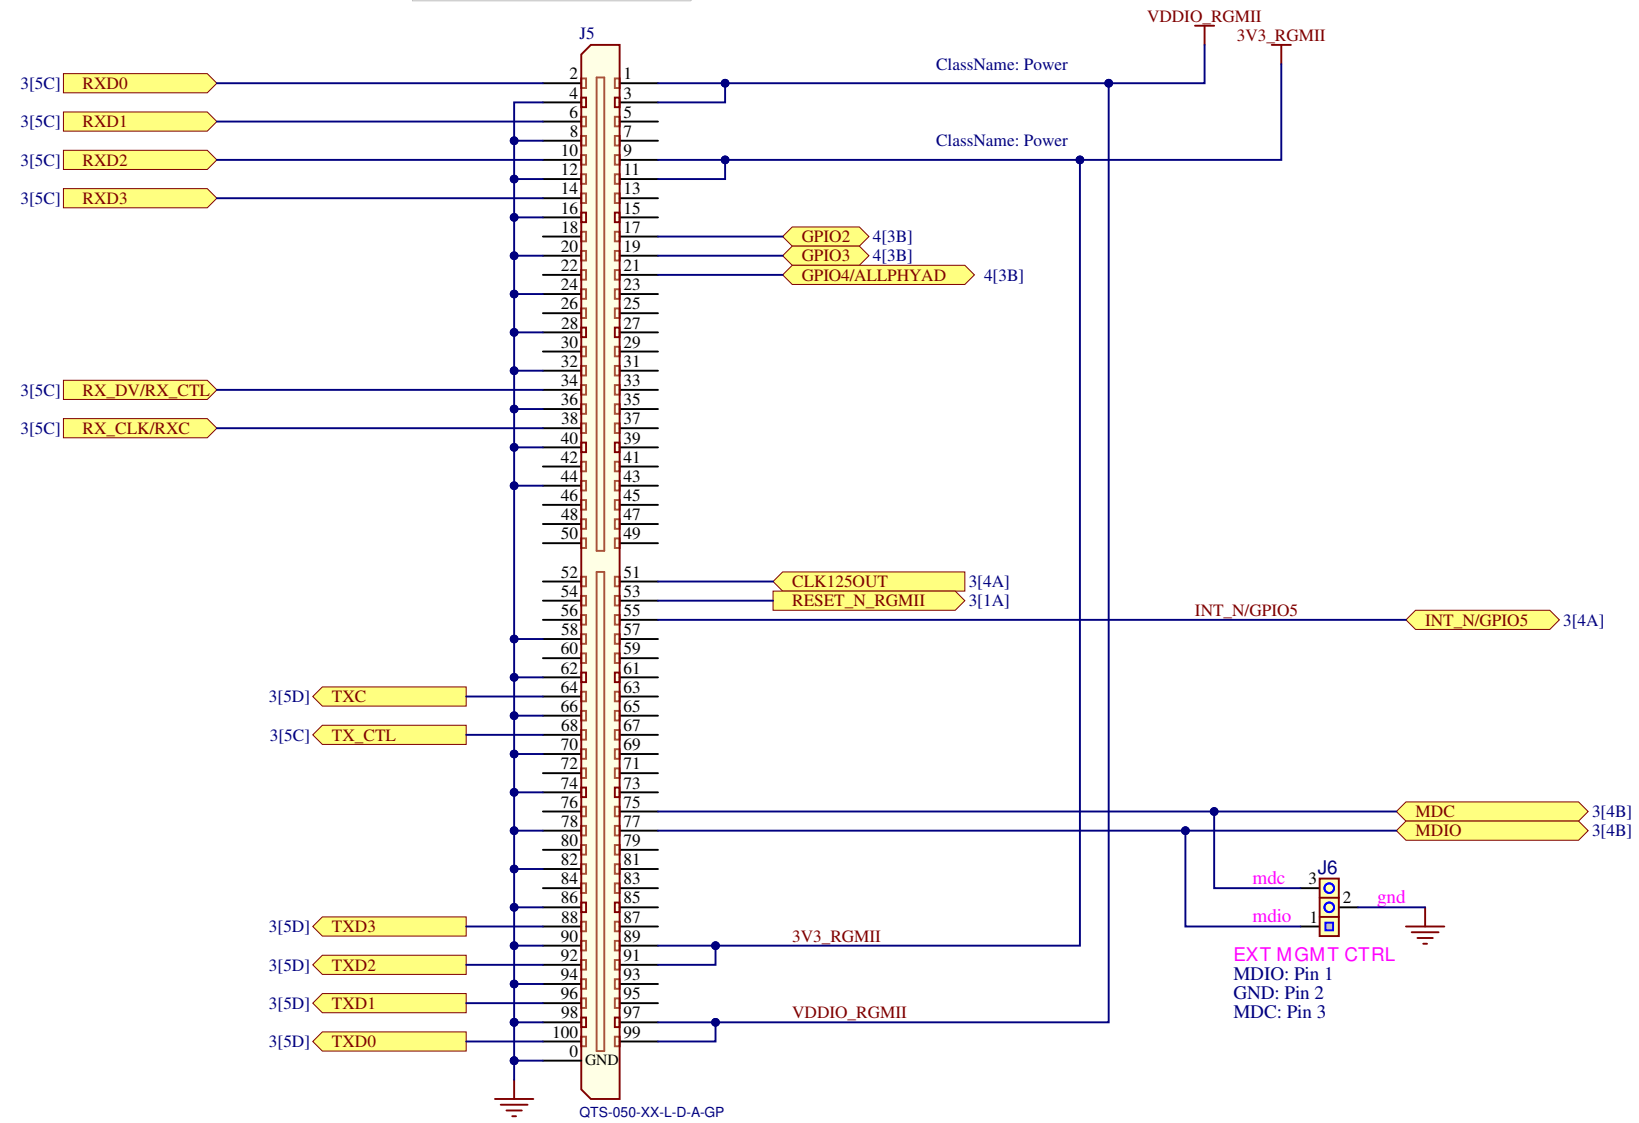 VDDIO_RGMII
3V3_RGMII
J5
ClassName: Power
3[5C] RXD0 2 1
4 3
3[5C] RXD1 6 5
8 7
ClassName: Power
3[5C] RXD2 10 9
12 11
3[5C] RXD3 14 13
16 15
18 17 GPIO2 4[3B]
20 19 GPIO3 4[3B]
22 21 GPIO4/ALLPHYAD 4[3B]
24 23
26 25
28 27
30 29
32 31
3[5C] RX_DV/RX_CTL 34 33
36 35
3[5C] RX_CLK/RXC 38 37
40 39
42 41
44 43
46 45
48 47
50 49
52 51 CLK125OUT 3[4A]
54 53 RESET_N_RGMII 3[1A]
56 55 INT_N/GPIO5 INT_N/GPIO5 3[4A]
58 57
60 59
62 61
3[5D] TXC 64 63
66 65
3[5C] TX_CTL 68 67
70 69
72 71
74 73
76 75 MDC 3[4B]
78 77 MDIO 3[4B]
80 79
82 81
J6
84 83 mdc 3
86 85 2 gnd
3[5D] TXD3 88 87 mdio 1
90 89 3V3_RGMII
EXT MGMT CTRL
3[5D] TXD2 92 91
MDIO: Pin 1
94 93
GND: Pin 2
3[5D] TXD1 96 95
MDC: Pin 3
98 97 VDDIO_RGMII
3[5D] TXD0 100 99
0 GND
QTS-050-XX-L-D-A-GP